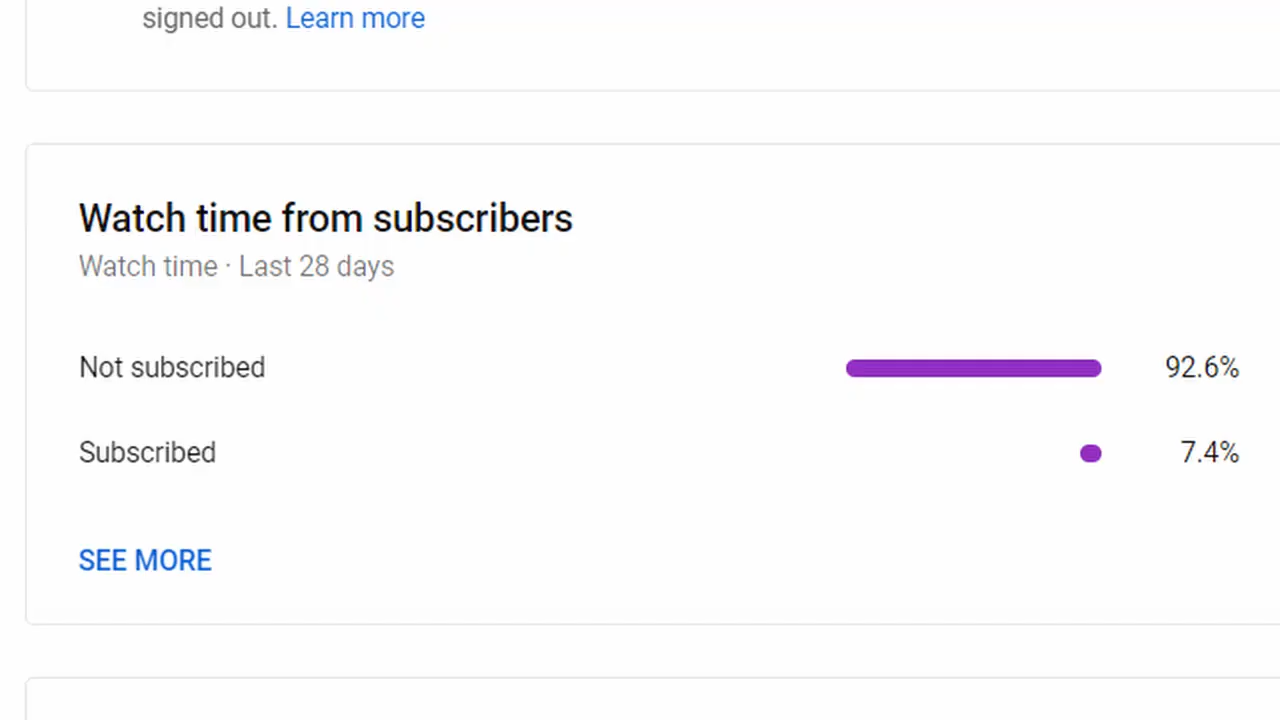 signed out. Learn more
Watch time from subscribers
Watch time · Last 28 days
Not subscribed 92.6%
Subscribed 7.4%
SEE MORE